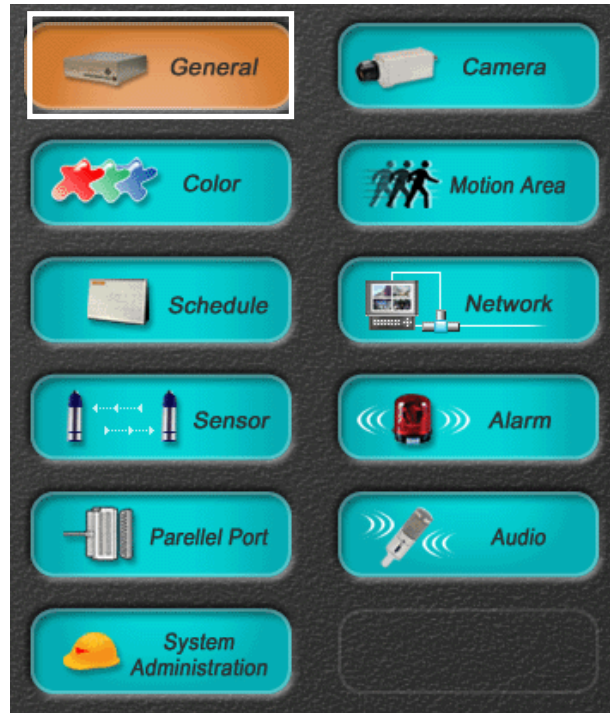 General
Camera
Color
Motion Area
Schedule
Network
Sensor
Alarm
Parellel Port
Audio
System
Administration